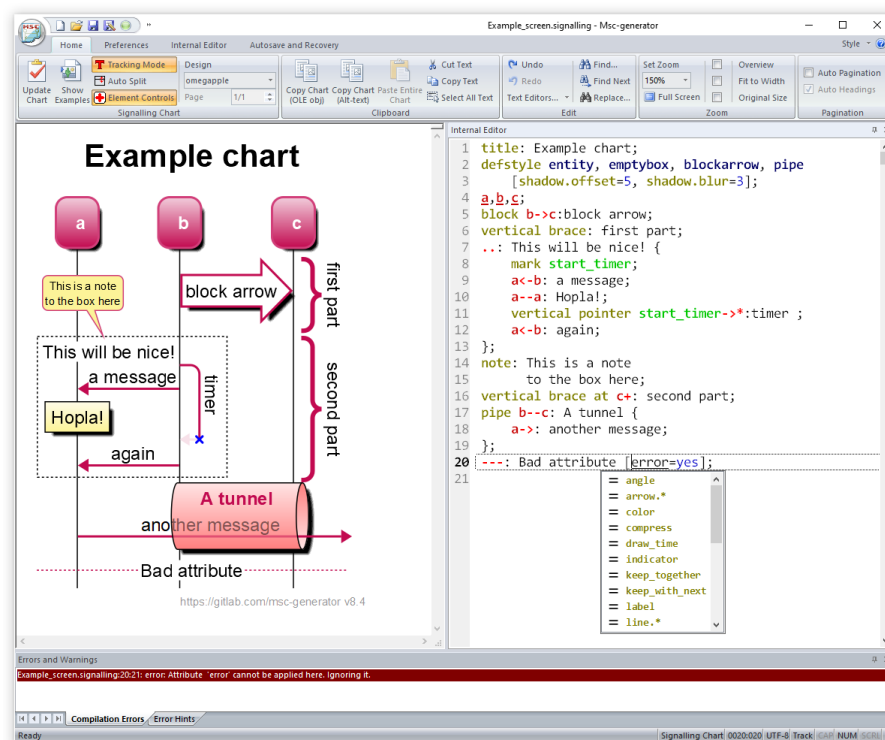 MSC
Example_screen.signalling - Msc-generator
Home Preferences Internal Editor Autosave and Recovery Style
Update Chart
Show Examples
Tracking Mode
Auto Split
Element Controls
Design
omegapple
Page 1/1
Signalling Chart
Copy Chart (OLE obj)
Copy Chart (Alt-text)
Paste Entire Chart
Cut Text
Copy Text
Select All Text
Clipboard
Undo
Redo
Text Editors...
Find...
Find Next
Replace...
Edit
Set Zoom
150%
Full Screen
Overview
Fit to Width
Original Size
Zoom
Auto Pagination
Auto Headings
Pagination
Example chart
a b c
block arrow
first part
This is a note
to the box here
This will be nice!
a message
timer
Hopla!
again
second part
A tunnel
another message
Bad attribute
https://gitlab.com/msc-generator v8.4
Internal Editor
1 title: Example chart;
2 defstyle entity, emptybox, blockarrow, pipe
3 [shadow.offset=5, shadow.blur=3];
4 a,b,c;
5 block b->c:block arrow;
6 vertical brace: first part;
7 ..: This will be nice! {
8 mark start_timer;
9 a<-b: a message;
10 a--a: Hopla!;
11 vertical pointer start_timer->*:timer ;
12 a<-b: again;
13 };
14 note: This is a note
15 to the box here;
16 vertical brace at c+: second part;
17 pipe b--c: A tunnel {
18 a->: another message;
19 };
20 ---: Bad attribute [error=yes];
21
= angle
= arrow.*
= color
= compress
= draw_time
= indicator
= keep_together
= keep_with_next
= label
= line.*
Errors and Warnings
Example_screen.signalling:20:21: error: Attribute `error' cannot be applied here. Ignoring it.
Compilation Errors Error Hints
Ready
Signalling Chart 0020:020 UTF-8 Track CAP NUM SCRL